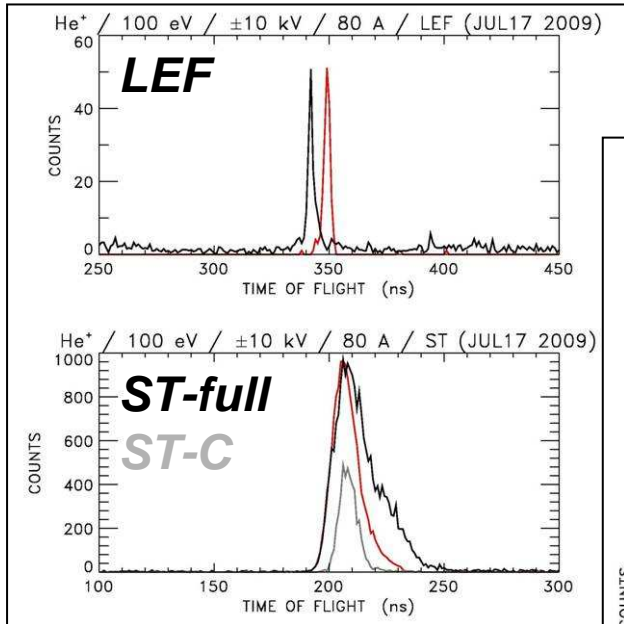 He⁺ / 100 eV / ±10 kV / 80 A / LEF (JUL17 2009)
60
40
20
0
COUNTS
LEF
250 300 350 400 450
TIME OF FLIGHT (ns)
He⁺ / 100 eV / ±10 kV / 80 A / ST (JUL17 2009)
1000
800
600
400
200
0
COUNTS
ST-full
ST-C
100 150 200 250 300
TIME OF FLIGHT (ns)
COUNTS